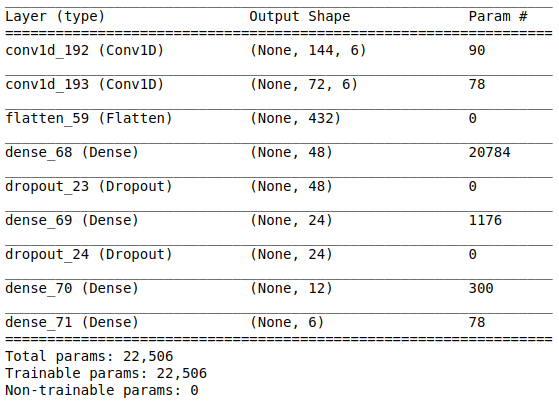 Layer (type) Output Shape Param #
conv1d_192 (Conv1D) (None, 144, 6) 90
conv1d_193 (Conv1D) (None, 72, 6) 78
flatten_59 (Flatten) (None, 432) 0
dense_68 (Dense) (None, 48) 20784
dropout_23 (Dropout) (None, 48) 0
dense_69 (Dense) (None, 24) 1176
dropout_24 (Dropout) (None, 24) 0
dense_70 (Dense) (None, 12) 300
dense_71 (Dense) (None, 6) 78
Total params: 22,506
Trainable params: 22,506
Non-trainable params: 0